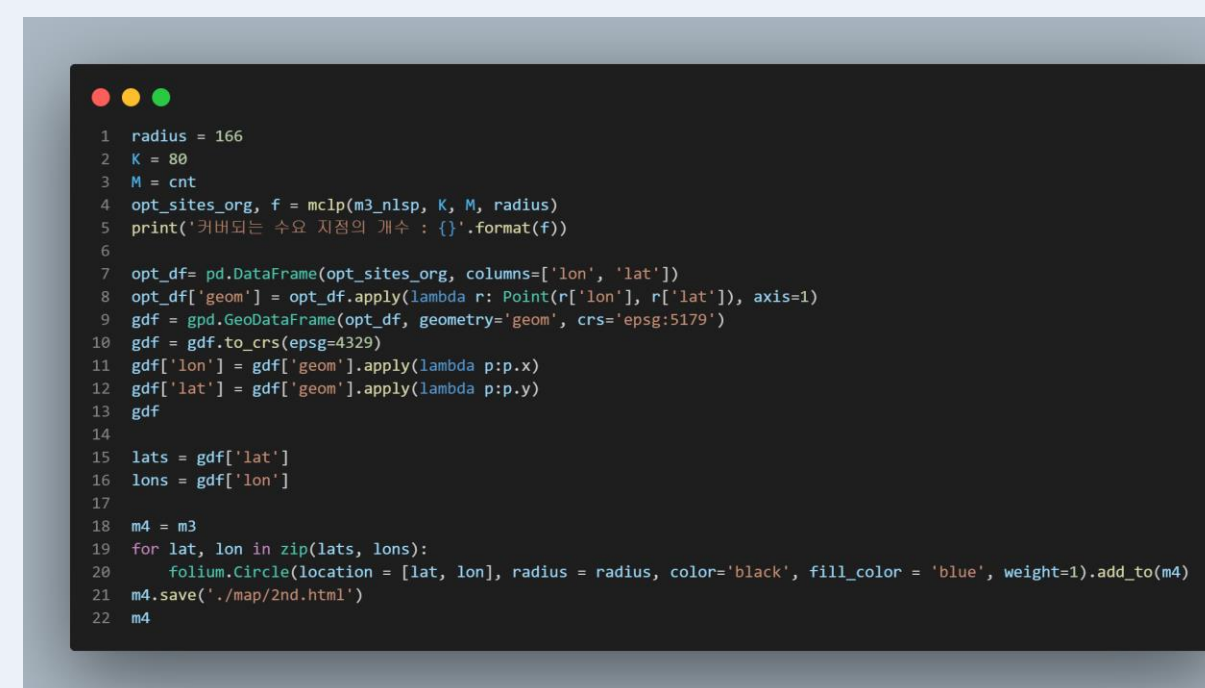 1 radius = 166
2 K = 80
3 M = cnt
4 opt_sites_org, f = mclp(m3_nlsp, K, M, radius)
5 print('커버되는 수요 지점의 개수 : {}'.format(f))
6
7 opt_df= pd.DataFrame(opt_sites_org, columns=['lon', 'lat'])
8 opt_df['geom'] = opt_df.apply(lambda r: Point(r['lon'], r['lat']), axis=1)
9 gdf = gpd.GeoDataFrame(opt_df, geometry='geom', crs='epsg:5179')
10 gdf = gdf.to_crs(epsg=4329)
11 gdf['lon'] = gdf['geom'].apply(lambda p:p.x)
12 gdf['lat'] = gdf['geom'].apply(lambda p:p.y)
13 gdf
14
15 lats = gdf['lat']
16 lons = gdf['lon']
17
18 m4 = m3
19 for lat, lon in zip(lats, lons):
20     folium.Circle(location = [lat, lon], radius = radius, color='black', fill_color = 'blue', weight=1).add_to(m4)
21 m4.save('./map/2nd.html')
22 m4